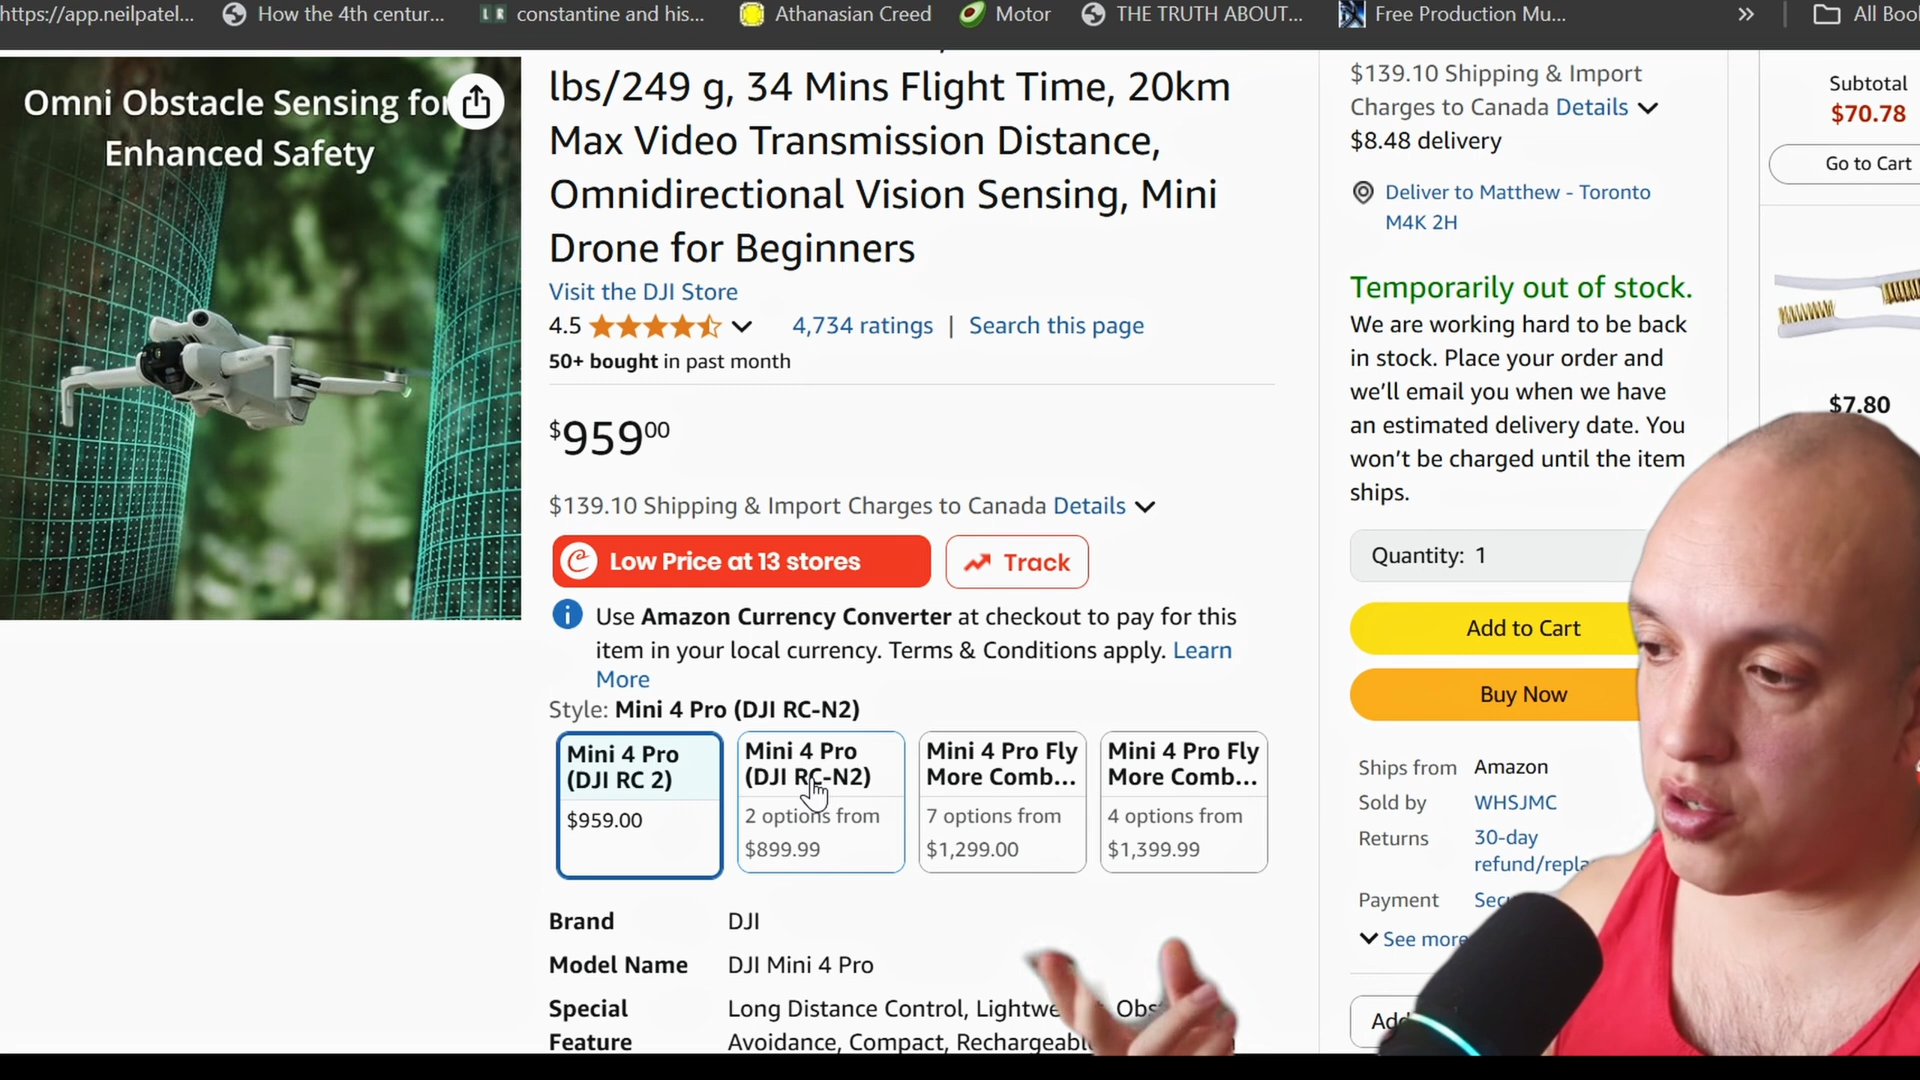 https://app.neilpatel...
How the 4th centur...
LR
constantine and his...
Athanasian Creed
Motor
THE TRUTH ABOUT...
Free Production Mu...
»
Omni Obstacle Sensing for
Enhanced Safety
lbs/249 g, 34 Mins Flight Time, 20km
Max Video Transmission Distance,
Omnidirectional Vision Sensing, Mini
Drone for Beginners
Visit the DJI Store
4.5
4,734 ratings | Search this page
50+ bought in past month
$959.00
$139.10 Shipping & Import Charges to Canada Details
Low Price at 13 stores
Track
Use Amazon Currency Converter at checkout to pay for this
item in your local currency. Terms & Conditions apply. Learn
More
Style: Mini 4 Pro (DJI RC-N2)
Mini 4 Pro
(DJI RC 2)
$959.00
Mini 4 Pro
(DJI RC-N2)
2 options from
$899.99
Mini 4 Pro Fly
More Comb...
7 options from
$1,299.00
Mini 4 Pro Fly
More Comb...
4 options from
$1,399.99
Brand DJI
Model Name DJI Mini 4 Pro
Special Long Distance Control,
Feature Avoidance, Compact,
$139.10 Shipping & Import
Charges to Canada Details
$8.48 delivery
Deliver to Matthew - Toronto
M4K 2H
Temporarily out of stock.
We are working hard to be back
in stock. Place your order and
we'll email you when we have
an estimated delivery date. You
won't be charged until the item
ships.
Quantity: 1
Add to Cart
Buy Now
Ships from Amazon
Sold by WHSJMC
Returns 30-day
Payment
See more
Subtotal
$70.78
Go to Cart
$7.80